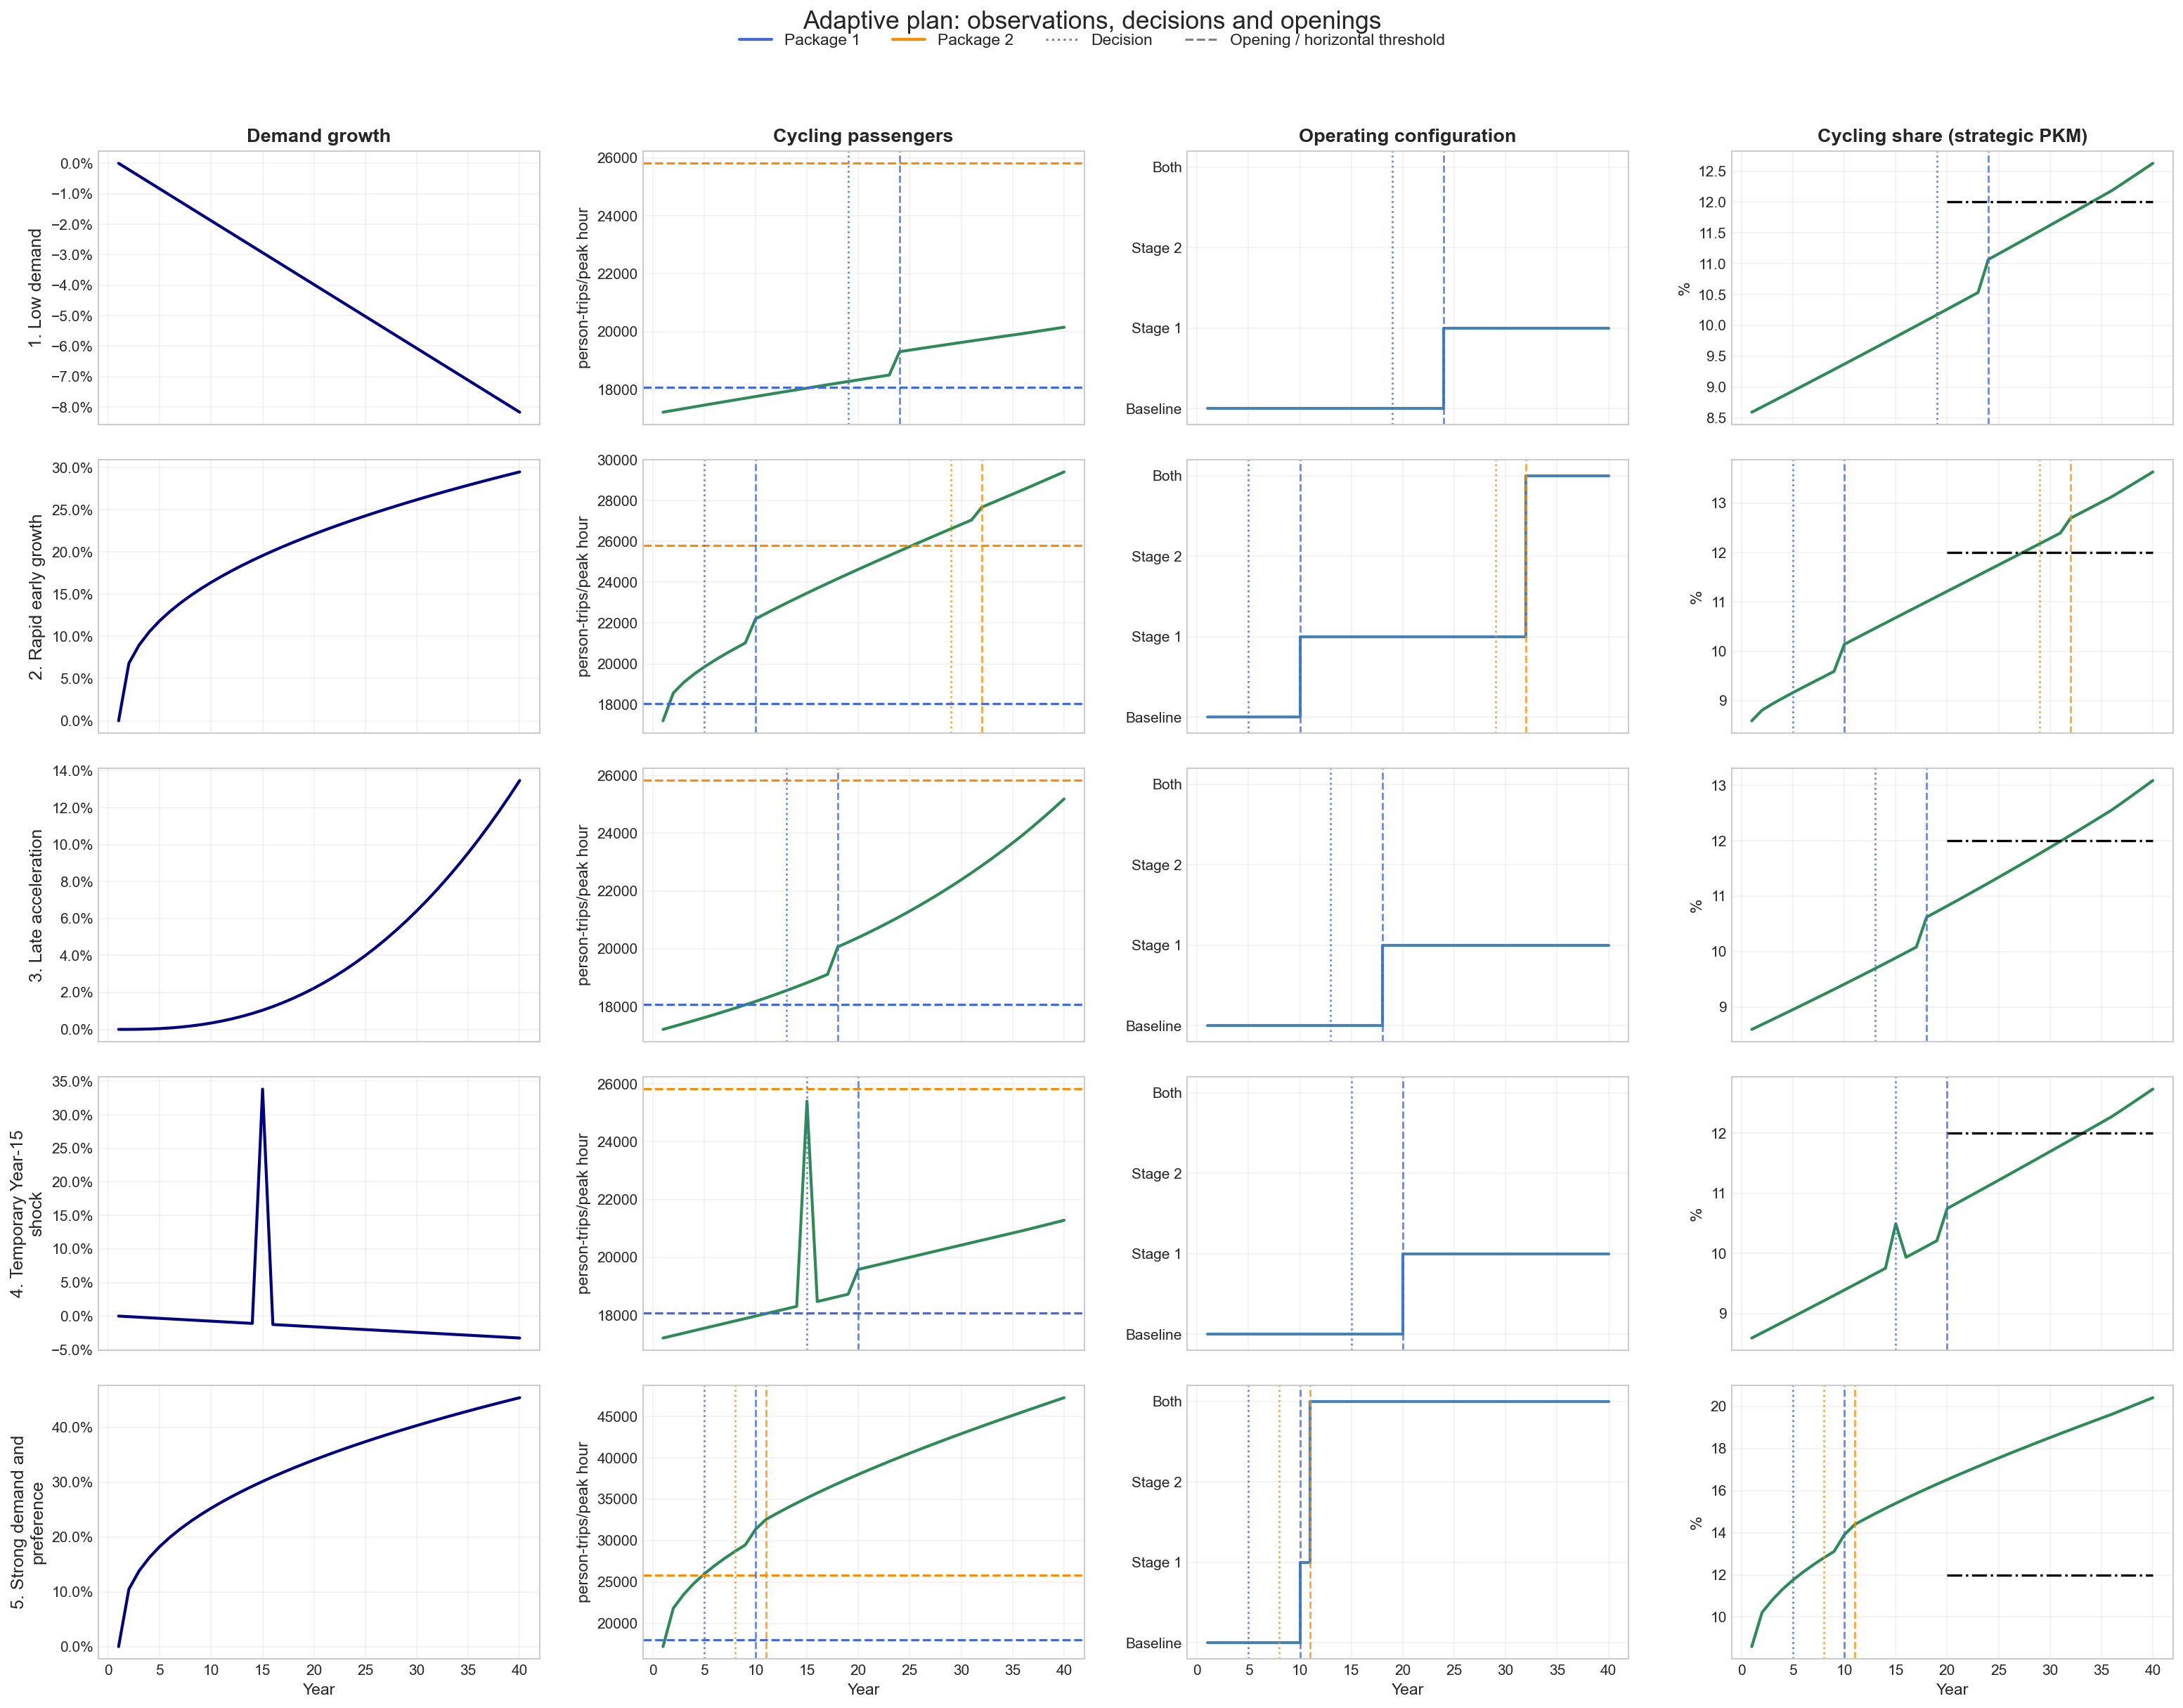 Adaptive plan: observations, decisions and openings
Package 1
Package 2
Decision
Opening / horizontal threshold
Demand growth
Cycling passengers
Operating configuration
Cycling share (strategic PKM)
1. Low demand
0.0%
−1.0%
−2.0%
−3.0%
−4.0%
−5.0%
−6.0%
−7.0%
−8.0%
person-trips/peak hour
26000
24000
22000
20000
18000
Both
Stage 2
Stage 1
Baseline
%
12.5
12.0
11.5
11.0
10.5
10.0
9.5
9.0
8.5
2. Rapid early growth
30.0%
25.0%
20.0%
15.0%
10.0%
5.0%
0.0%
person-trips/peak hour
30000
28000
26000
24000
22000
20000
18000
Both
Stage 2
Stage 1
Baseline
%
13
12
11
10
9
3. Late acceleration
14.0%
12.0%
10.0%
8.0%
6.0%
4.0%
2.0%
0.0%
person-trips/peak hour
26000
24000
22000
20000
18000
Both
Stage 2
Stage 1
Baseline
%
13
12
11
10
9
4. Temporary Year-15
shock
35.0%
30.0%
25.0%
20.0%
15.0%
10.0%
5.0%
0.0%
−5.0%
person-trips/peak hour
26000
24000
22000
20000
18000
Both
Stage 2
Stage 1
Baseline
%
12
11
10
9
5. Strong demand and
preference
40.0%
30.0%
20.0%
10.0%
0.0%
0 5 10 15 20 25 30 35 40
Year
person-trips/peak hour
45000
40000
35000
30000
25000
20000
0 5 10 15 20 25 30 35 40
Year
Both
Stage 2
Stage 1
Baseline
0 5 10 15 20 25 30 35 40
Year
%
20
18
16
14
12
10
0 5 10 15 20 25 30 35 40
Year